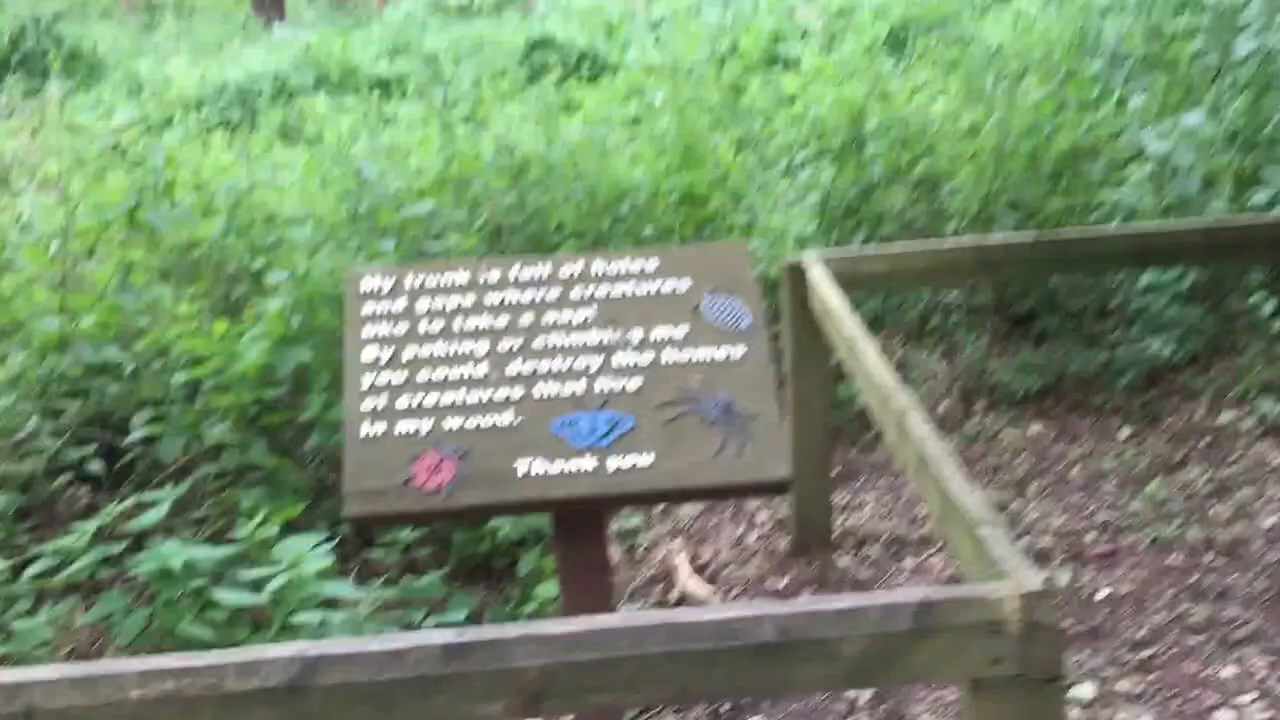 My trunk is full of holes
and gaps where creatures
like to take a nap!
By poking or climbing me
you could, destroy the homes
of creatures that live
in my wood.
Thank you